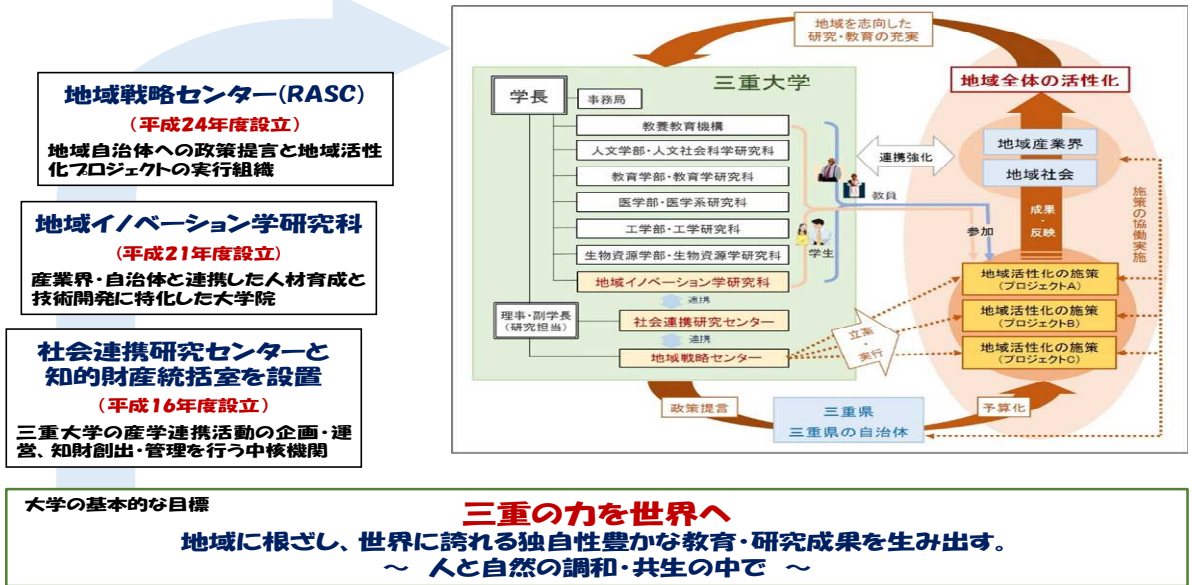 地域戦略センター(RASC)
(平成24年度設立)
地域自治体への政策提言と地域活性
化プロジェクトの実行組織
地域イノベーション学研究科
(平成21年度設立)
産業界・自治体と連携した人材育成と
技術開発に特化した大学院
社会連携研究センターと
知的財産統括室を設置
(平成16年度設立)
三重大学の産学連携活動の企画・運
営、知財創出・管理を行う中核機関
地域を志向した
研究・教育の充実
三重大学
学長
事務局
教養教育機構
人文学部・人文社会科学研究科
教育学部・教育学研究科
医学部・医学系研究科
工学部・工学研究科
生物資源学部・生物資源学研究科
地域イノベーション学研究科
連携
理事・副学長
(研究担当)
社会連携研究センター
連携
地域戦略センター
教員
学生
連携強化
参加
立案・
実行
地域全体の活性化
地域産業界
地域社会
成果
・
反映
施策の協働実施
地域活性化の施策
(プロジェクトA)
地域活性化の施策
(プロジェクトB)
地域活性化の施策
(プロジェクトC)
政策提言
三重県
三重県の自治体
予算化
大学の基本的な目標
三重の力を世界へ
地域に根ざし、世界に誇れる独自性豊かな教育・研究成果を生み出す。
~ 人と自然の調和・共生の中で ~